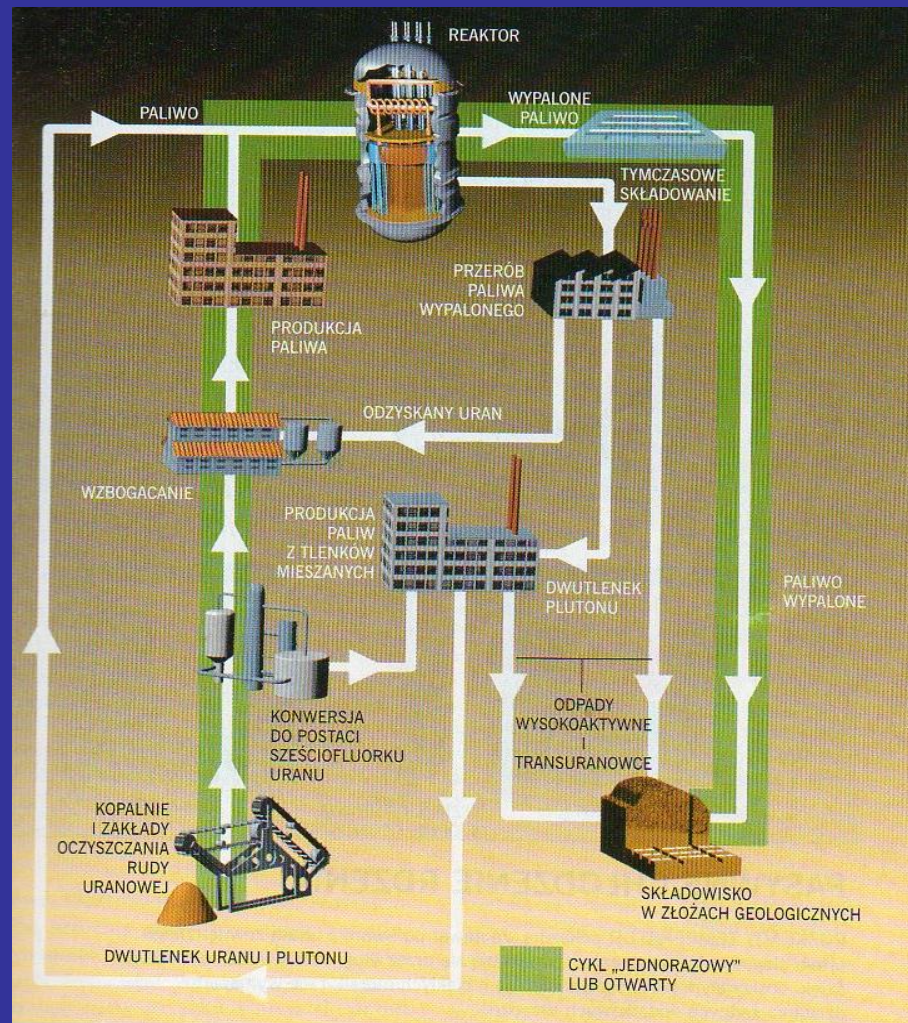 REAKTOR
PALIWO
WYPALONE
PALIWO
TYMCZASOWE
SKŁADOWANIE
PRZERÓB
PALIWA
WYPALONEGO
PRODUKCJA
PALIWA
ODZYSKANY URAN
WZBOGACANIE
PRODUKCJA
PALIW
Z TLENKÓW
MIESZANYCH
DWUTLENEK
PLUTONU
PALIWO
WYPALONE
KONWERSJA
DO POSTACI
SZEŚCIOFLUORKU
URANU
ODPADY
WYSOKOAKTYWNE
I
TRANSURANOWCE
KOPALNIE
I ZAKŁADY
OCZYSZCZANIA
RUDY
URANOWEJ
SKŁADOWISKO
W ZŁOŻACH GEOLOGICZNYCH
DWUTLENEK URANU I PLUTONU
CYKL „JEDNORAZOWY"
LUB OTWARTY